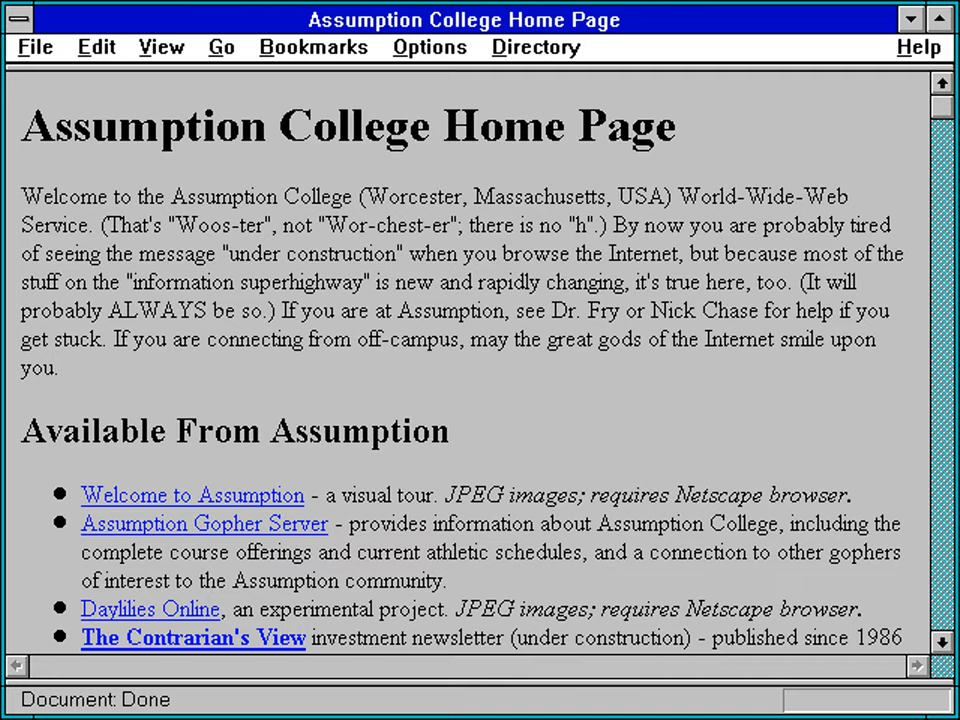 Assumption College Home Page
File Edit View Go Bookmarks Options Directory Help
Assumption College Home Page
Welcome to the Assumption College (Worcester, Massachusetts, USA) World-Wide-Web
Service. (That's "Woos-ter", not "Wor-chest-er"; there is no "h".) By now you are probably tired
of seeing the message "under construction" when you browse the Internet, but because most of the
stuff on the "information superhighway" is new and rapidly changing, it's true here, too. (It will
probably ALWAYS be so.) If you are at Assumption, see Dr. Fry or Nick Chase for help if you
get stuck. If you are connecting from off-campus, may the great gods of the Internet smile upon
you.
Available From Assumption
● Welcome to Assumption - a visual tour. JPEG images; requires Netscape browser.
● Assumption Gopher Server - provides information about Assumption College, including the
complete course offerings and current athletic schedules, and a connection to other gophers
of interest to the Assumption community.
● Daylilies Online, an experimental project. JPEG images; requires Netscape browser.
● The Contrarian's View investment newsletter (under construction) - published since 1986
Document: Done